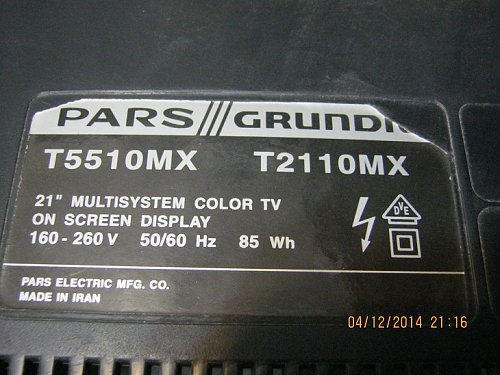 PARS GRUNDI
T5510MX T2110MX
21" MULTISYSTEM COLOR TV
ON SCREEN DISPLAY
160 - 260 V 50/60 Hz 85 Wh
DVE
PARS ELECTRIC MFG. CO.
MADE IN IRAN
04/12/2014 21:16